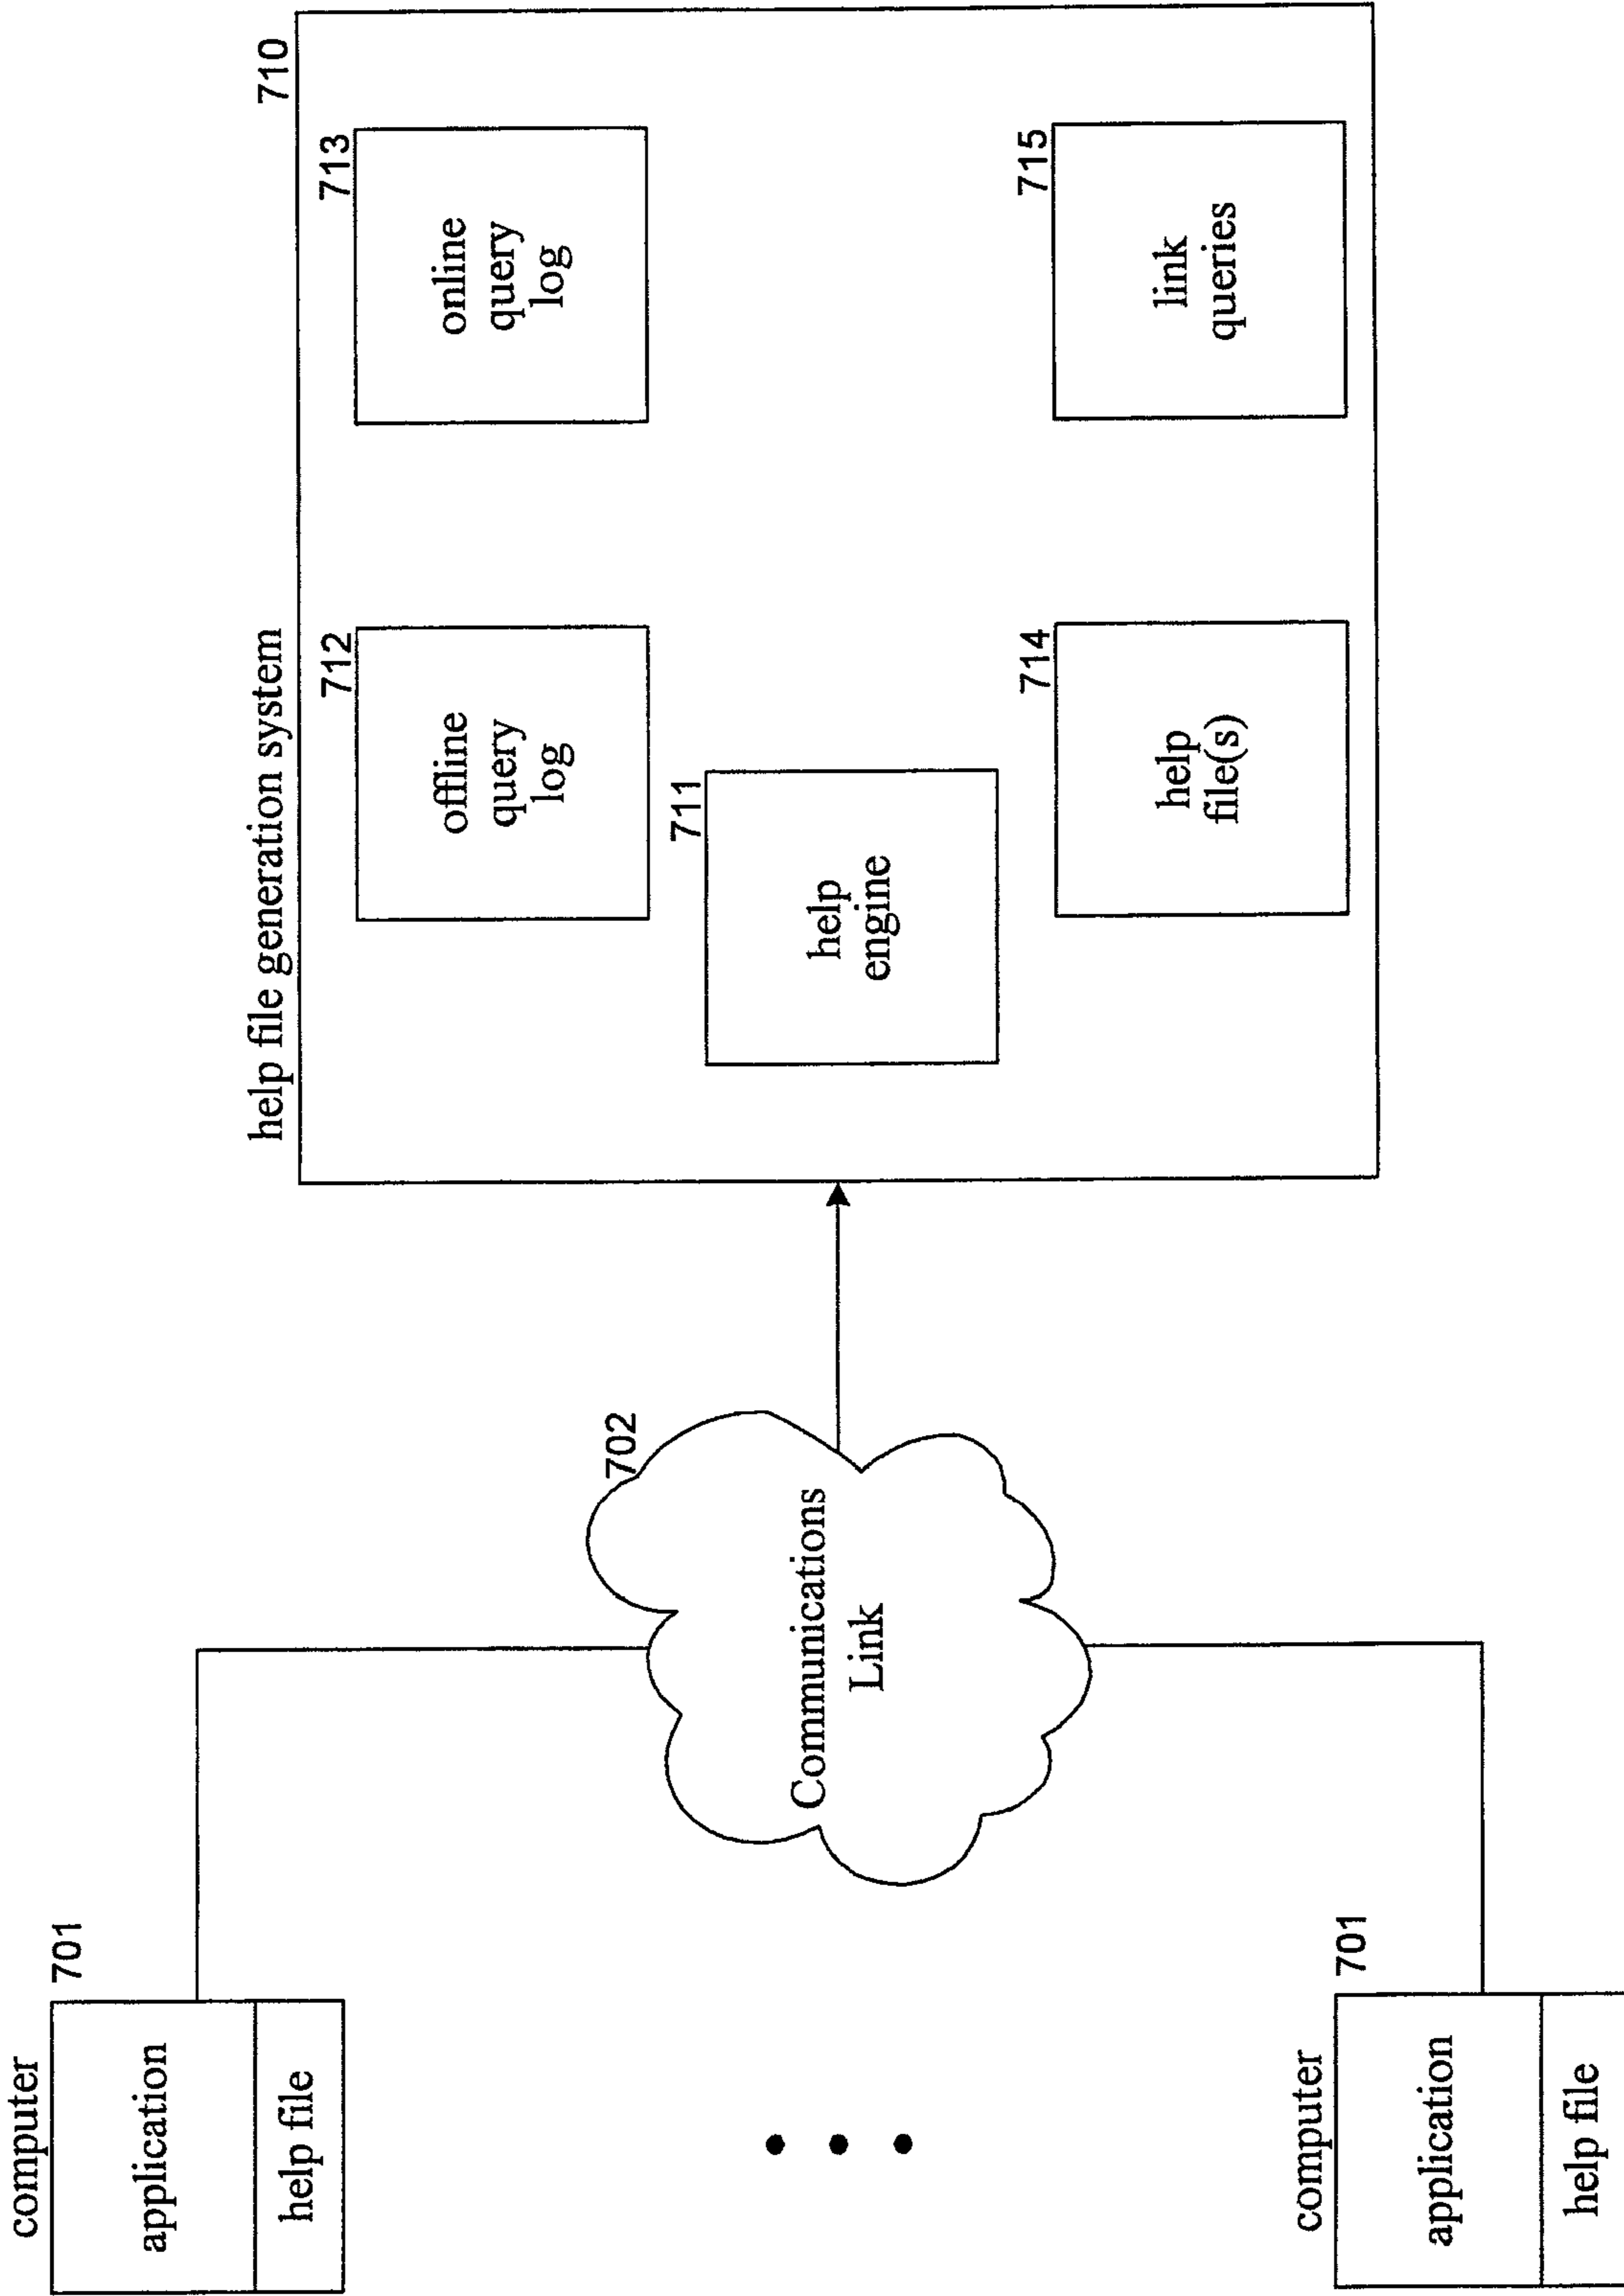 computer
701
application
help file
computer
701
application
help file
702
Communications
Link
help file generation system
710
711
help
engine
712
offline
query
log
713
online
query
log
714
help
file(s)
715
link
queries